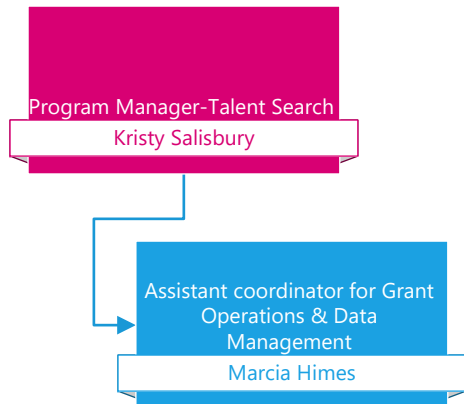 Program Manager-Talent Search
Kristy Salisbury
Assistant coordinator for Grant
Operations & Data
Management
Marcia Himes